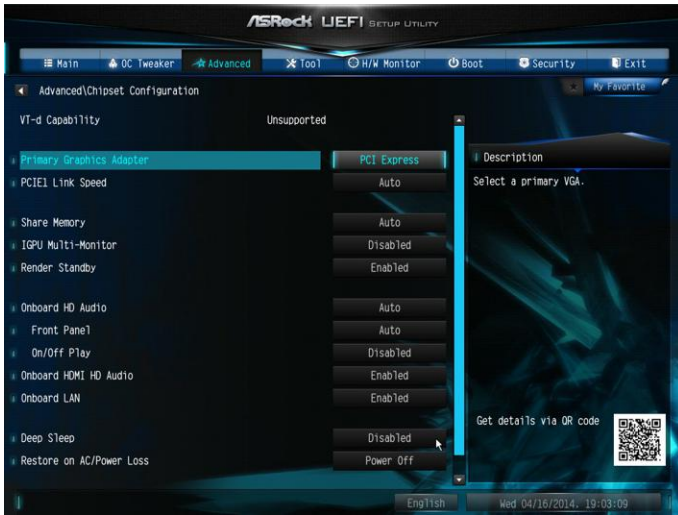 ASRock UEFI SETUP UTILITY
Main OC Tweaker Advanced Tool H/W Monitor Boot Security Exit
Advanced\Chipset Configuration
My Favorite
VT-d Capability Unsupported
Primary Graphics Adapter PCI Express
PCIE1 Link Speed Auto
Share Memory Auto
IGPU Multi-Monitor Disabled
Render Standby Enabled
Onboard HD Audio Auto
Front Panel Auto
On/Off Play Disabled
Onboard HDMI HD Audio Enabled
Onboard LAN Enabled
Deep Sleep Disabled
Restore on AC/Power Loss Power Off
Description
Select a primary VGA.
Get details via QR code
English Wed 04/16/2014. 19:03:09